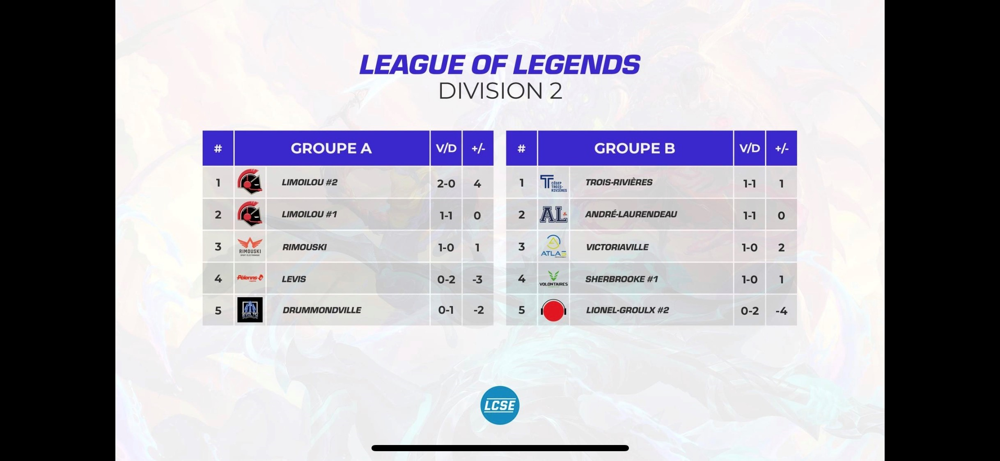 LEAGUE OF LEGENDS
DIVISION 2
# GROUPE A V/D +/-
1 LIMOILOU #2 2-0 4
2 LIMOILOU #1 1-1 0
3 RIMOUSKI RIMOUSKI 1-0 1
4 Pèlerins LEVIS 0-2 -3
5 EVOLTS DRUMMONDVILLE 0-1 -2
# GROUPE B V/D +/-
1 CÉGEP TROIS-RIVIÈRES TROIS-RIVIÈRES 1-1 1
2 AL ANDRÉ-LAURENDEAU 1-1 0
3 ATLAS VICTORIAVILLE 1-0 2
4 VOLONTAIRES SHERBROOKE #1 1-0 1
5 LIONEL-GROULX #2 0-2 -4
LCSE